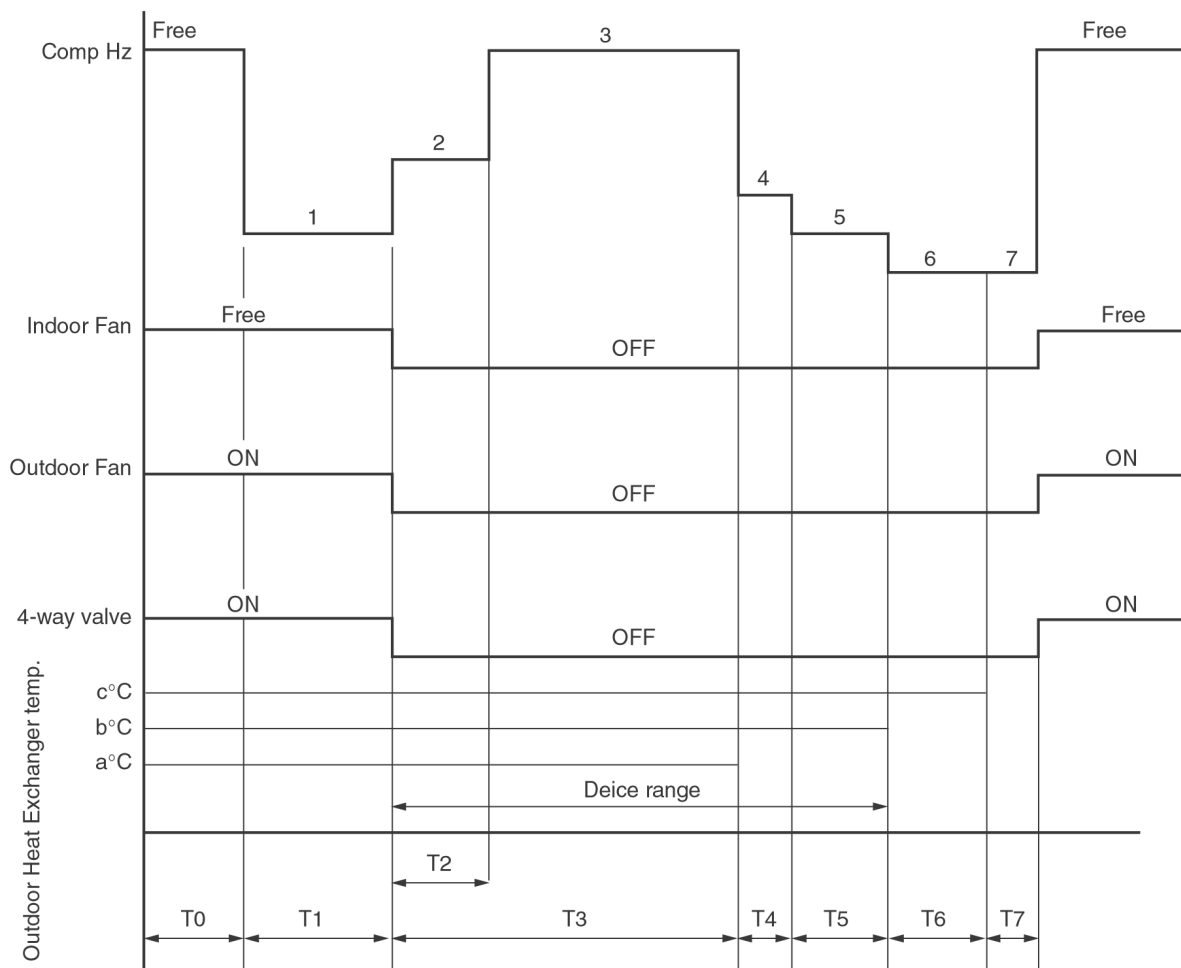 Free
3
Free
Comp Hz
2
4
1
5
6
7
Free
Free
Indoor Fan
OFF
ON
ON
Outdoor Fan
OFF
ON
ON
4-way valve
OFF
Outdoor Heat Exchanger temp.
c°C
b°C
a°C
Deice range
T2
T0
T1
T3
T4
T5
T6
T7